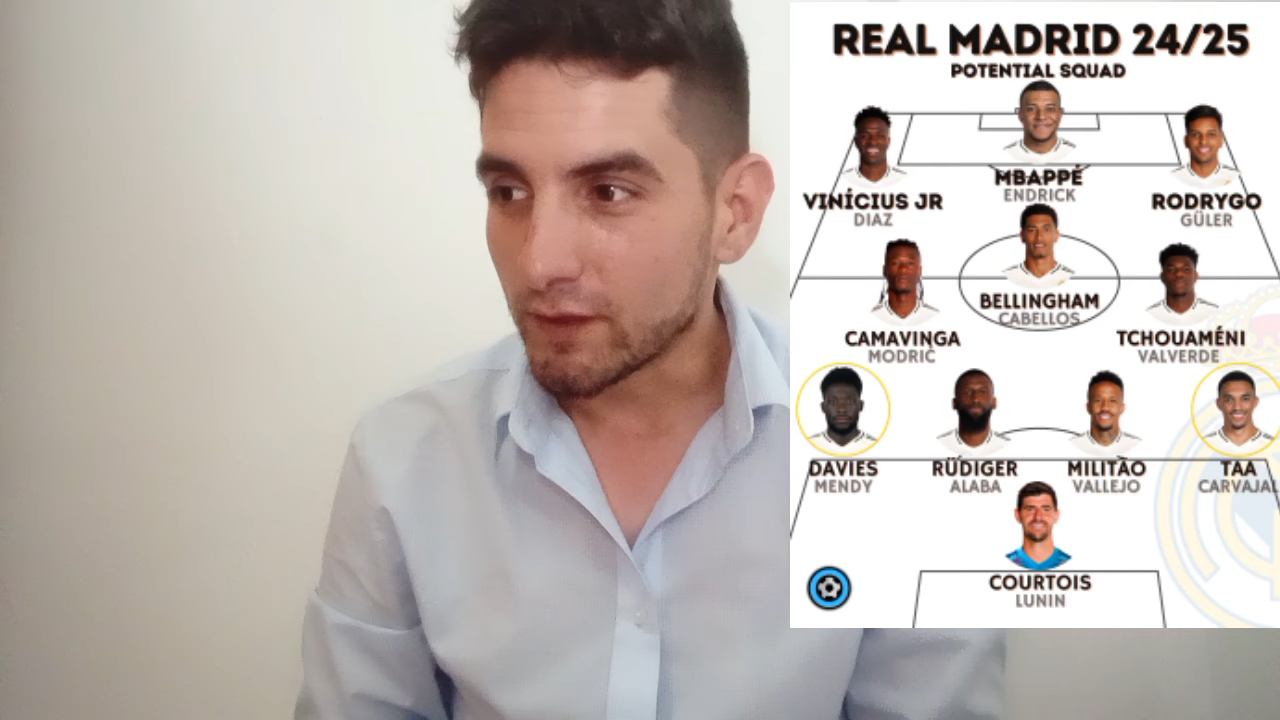 REAL MADRID 24/25
POTENTIAL SQUAD
MBAPPÉ
ENDRICK
VINÍCIUS JR
DIAZ
RODRYGO
GÜLER
BELLINGHAM
CABELLOS
CAMAVINGA
MODRIČ
TCHOUAMÉNI
VALVERDE
DAVIES
MENDY
RÜDIGER
ALABA
MILITÃO
VALLEJO
TAA
CARVAJAL
COURTOIS
LUNIN